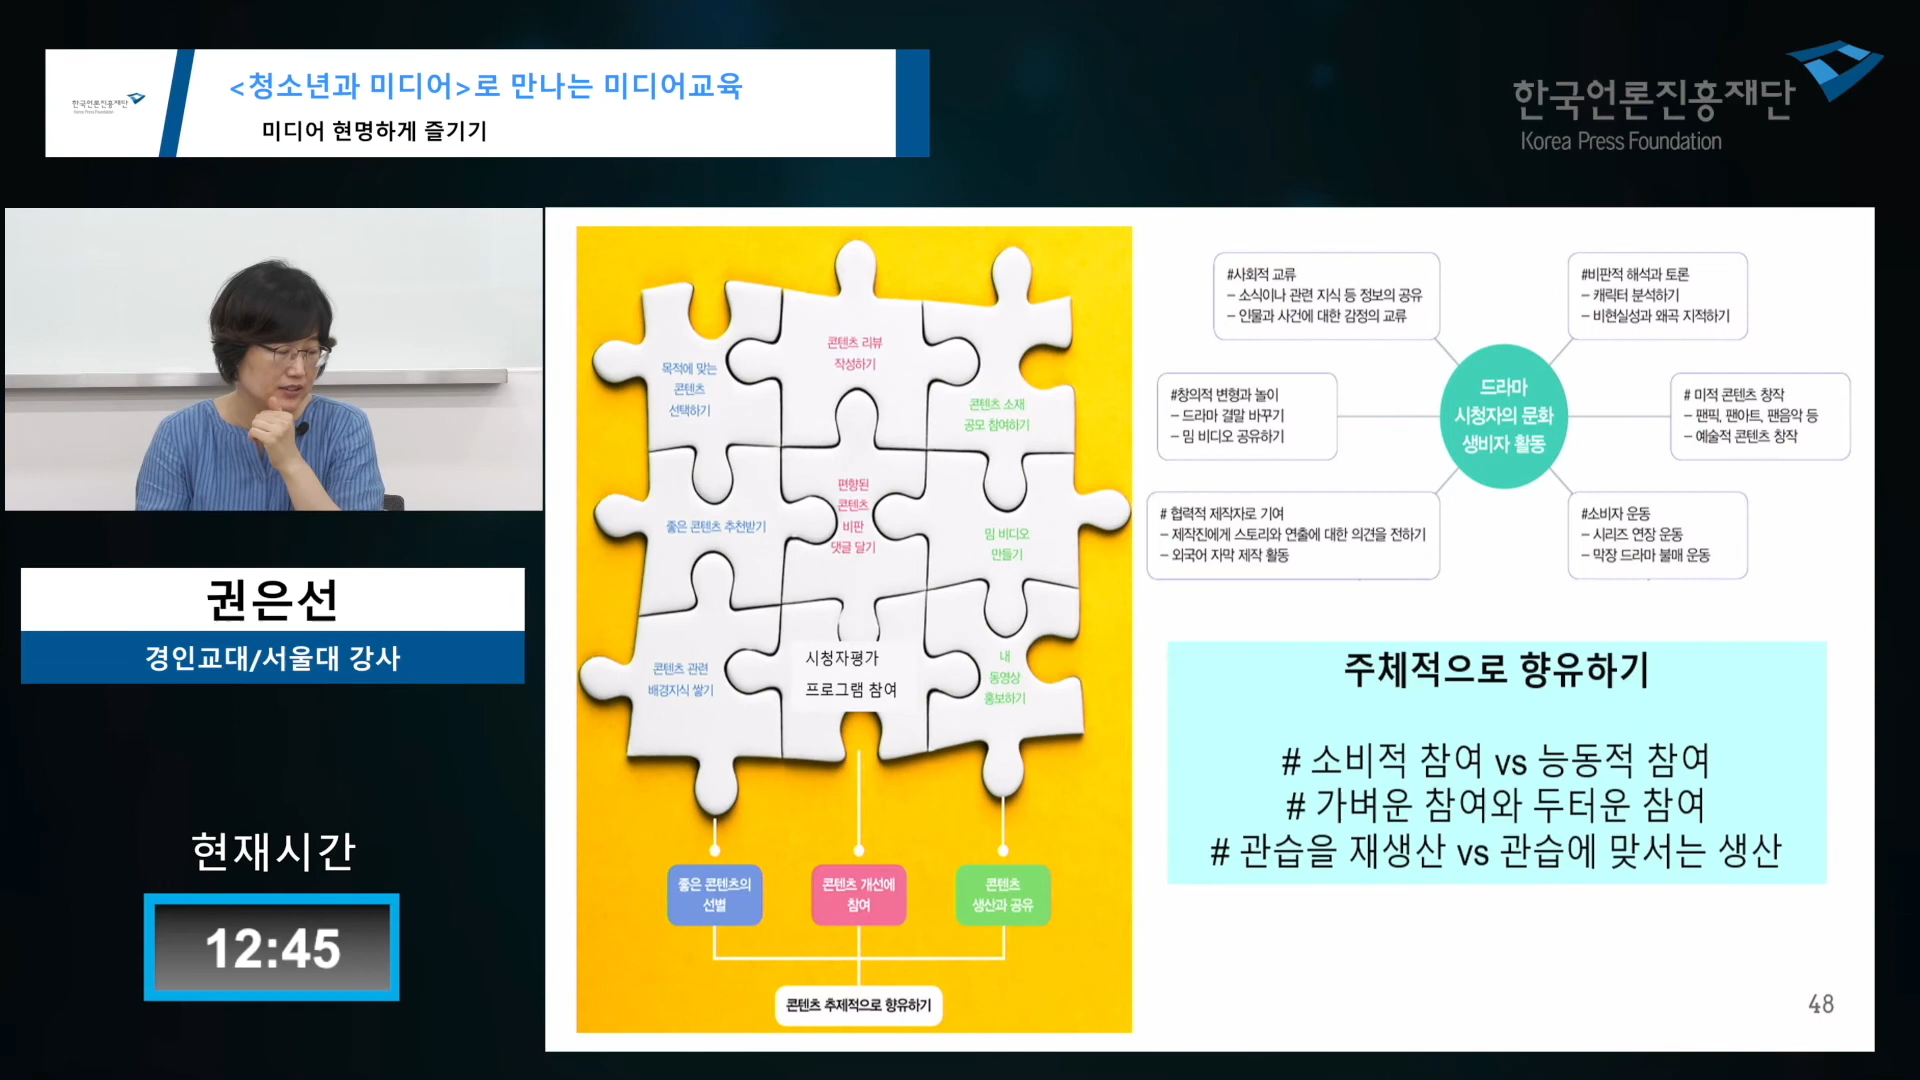 <청소년과 미디어>로 만나는 미디어교육
미디어 현명하게 즐기기
한국언론진흥재단
Korea Press Foundation
한국언론진흥재단
Korea Press Foundation
권은선
경인교대/서울대 강사
현재시간
12:45
목적에 맞는
콘텐츠
선택하기
콘텐츠 리뷰
작성하기
콘텐츠 소재
공모 참여하기
좋은 콘텐츠 추천받기
편향된
콘텐츠
비판
댓글 달기
밈 비디오
만들기
콘텐츠 관련
배경지식 쌓기
시청자평가
프로그램 참여
내
동영상
홍보하기
좋은 콘텐츠의
선별
콘텐츠 개선에
참여
콘텐츠
생산과 공유
콘텐츠 추제적으로 향유하기
#사회적 교류
– 소식이나 관련 지식 등 정보의 공유
– 인물과 사건에 대한 감정의 교류
#비판적 해석과 토론
– 캐릭터 분석하기
– 비현실성과 왜곡 지적하기
#창의적 변형과 놀이
– 드라마 결말 바꾸기
– 밈 비디오 공유하기
드라마
시청자의 문화
생비자 활동
# 미적 콘텐츠 창작
– 팬픽, 팬아트, 팬음악 등
– 예술적 콘텐츠 창작
# 협력적 제작자로 기여
– 제작진에게 스토리와 연출에 대한 의견을 전하기
– 외국어 자막 제작 활동
#소비자 운동
– 시리즈 연장 운동
– 막장 드라마 불매 운동
주체적으로 향유하기
# 소비적 참여 vs 능동적 참여
# 가벼운 참여와 두터운 참여
# 관습을 재생산 vs 관습에 맞서는 생산
48